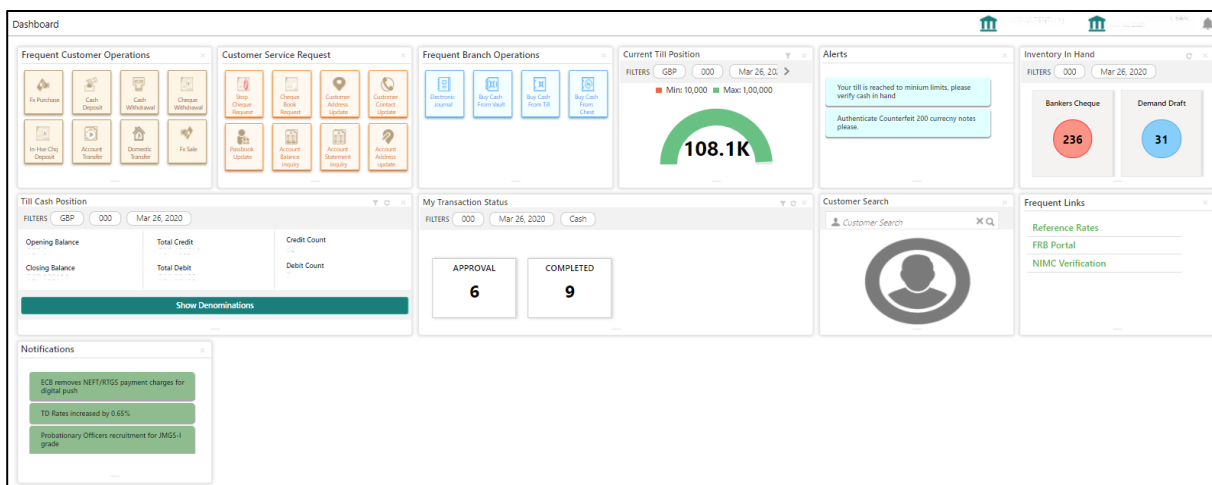 Dashboard
Frequent Customer Operations
Fx Purchase
Cash
Deposit
Cash
Withdrawal
Cheque
Withdrawal
In-Hse Chq
Deposit
Account
Transfer
Domestic
Transfer
Fx Sale
Customer Service Request
Stop
Cheque
Request
Cheque
Book
Request
Customer
Address
Update
Customer
Contact
Update
Passbook
Update
Account
Balance
Inquiry
Account
Statement
Inquiry
Account
Address
update
Frequent Branch Operations
Electronic
Journal
Buy Cash
From Vault
Buy Cash
From Till
Buy Cash
From
Chest
Current Till Position
FILTERS GBP 000 Mar 26, 202
Min: 10,000 Max: 1,00,000
108.1K
Alerts
Your till is reached to minium limits, please
verify cash in hand
Authenticate Counterfeit 200 currecny notes
please.
Inventory In Hand
FILTERS 000 Mar 26, 2020
Bankers Cheque Demand Draft
236 31
Till Cash Position
FILTERS GBP 000 Mar 26, 2020
Opening Balance Total Credit Credit Count
Closing Balance Total Debit Debit Count
Show Denominations
My Transaction Status
FILTERS 000 Mar 26, 2020 Cash
APPROVAL COMPLETED
6 9
Customer Search
Customer Search
Frequent Links
Reference Rates
FRB Portal
NIMC Verification
Notifications
ECB removes NEFT/RTGS payment charges for
digital push
TD Rates increased by 0.65%
Probationary Officers recruitment for JMGS-I
grade